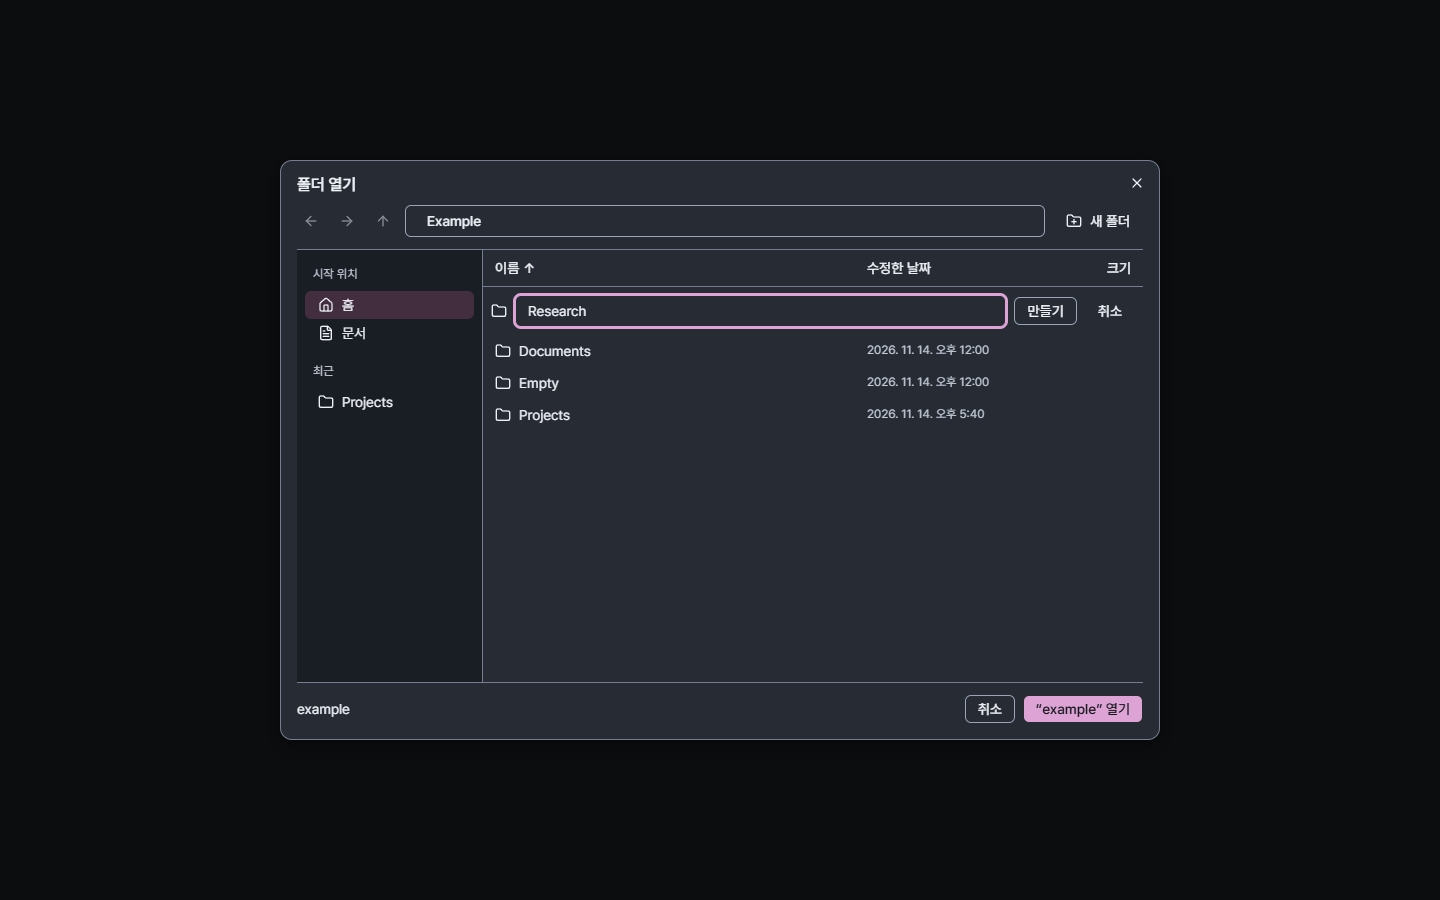 폴더 열기
Example
새 폴더
시작 위치
홈
문서
최근
Projects
이름 수정한 날짜 크기
Research 만들기 취소
Documents 2026. 11. 14. 오후 12:00
Empty 2026. 11. 14. 오후 12:00
Projects 2026. 11. 14. 오후 5:40
example 취소 “example” 열기